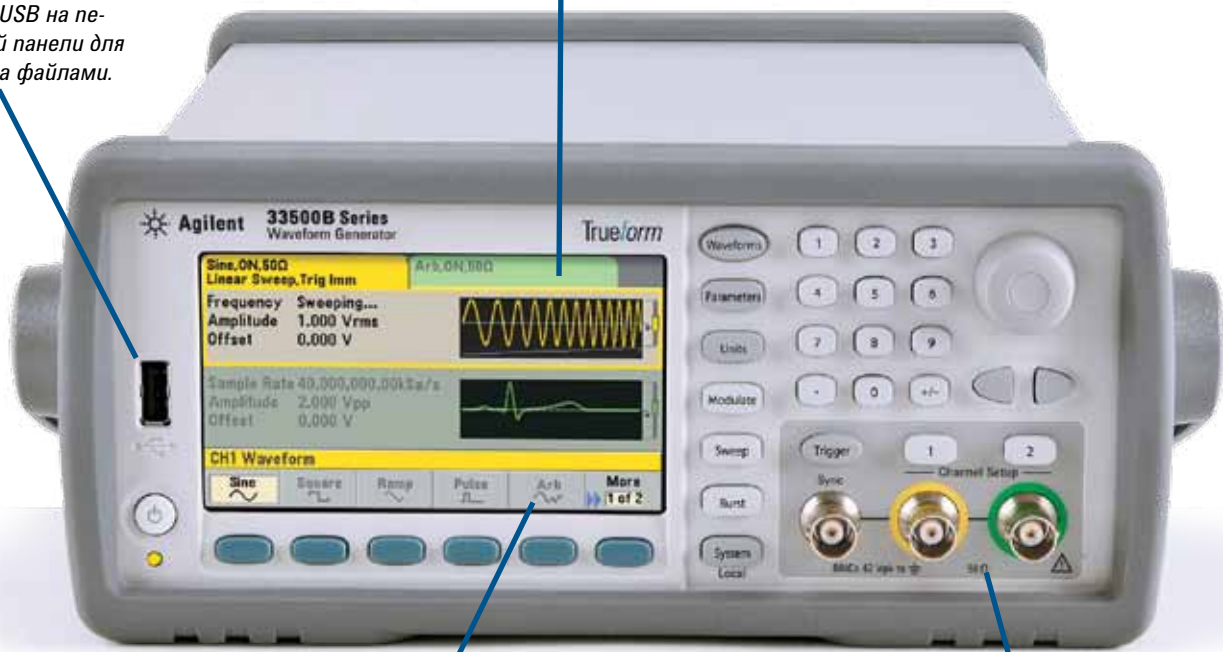 USB на пе-
й панели для
а файлами.
Agilent 33500B Series
Waveform Generator
Trueform
Sine,ON,50Ω
Linear Sweep,Trig Imm
Arb,ON,50Ω
Frequency Sweeping...
Amplitude 1.000 Vrms
Offset 0.000 V
Sample Rate 40.000,000,00kSa/s
Amplitude 2.000 Vpp
Offset 0.000 V
CH1 Waveform
Sine
Square
Ramp
Pulse
Arb
More
1 of 2
Waveforms
Parameters
Units
Modulate
Sweep
Burst
System
Local
1 2 3
4 5 6
7 8 9
. 0 +/-
Trigger
1
2
Channel Setup
Sync
50 Ω